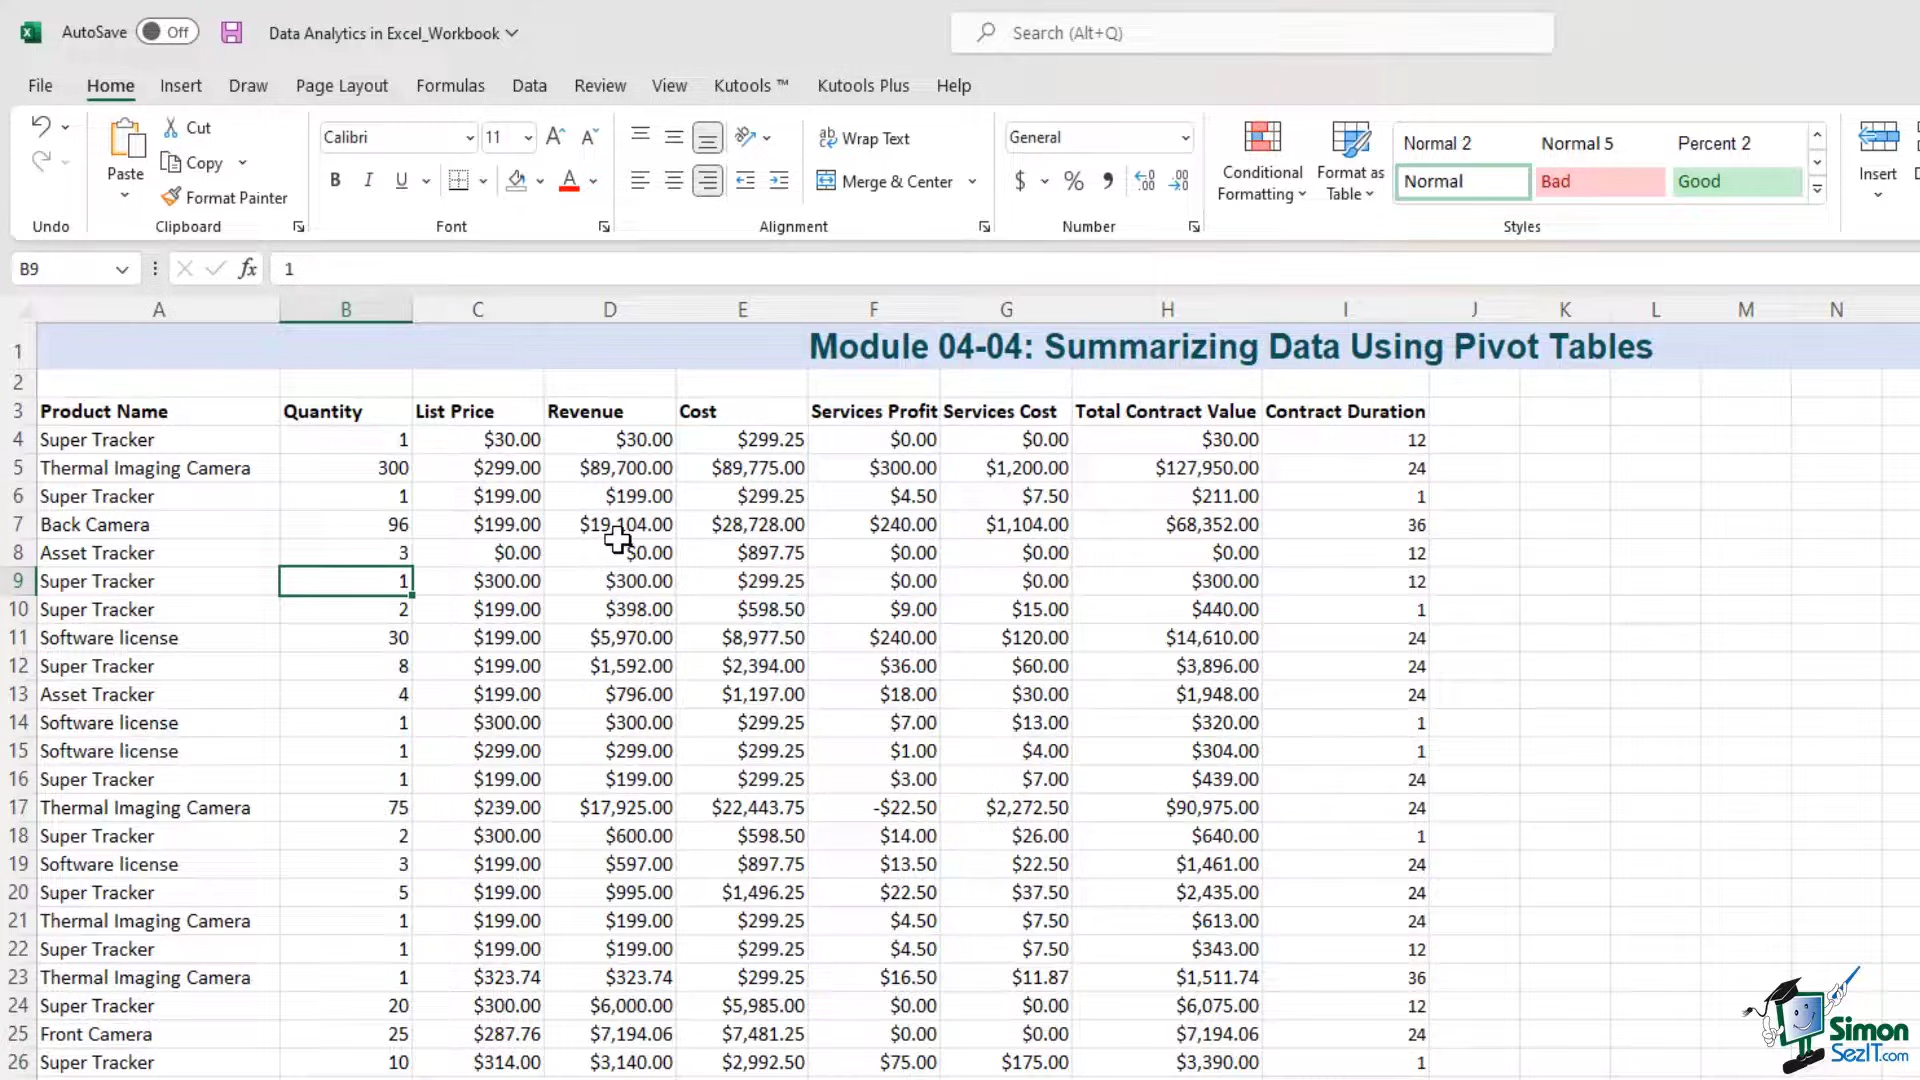 AutoSave Off Data Analytics in Excel_Workbook Search (Alt+Q)
File Home Insert Draw Page Layout Formulas Data Review View Kutools ™ Kutools Plus Help
Cut
Copy
Format Painter
Paste
Calibri 11
B I U A
Wrap Text
Merge & Center
General
$ %
Conditional Formatting
Format as Table
Normal 2 Normal 5 Percent 2
Normal Bad Good
Insert
Undo Clipboard Font Alignment Number Styles
B9 fx 1
A B C D E F G H I J K L M N
1 Module 04-04: Summarizing Data Using Pivot Tables
2
3 Product Name Quantity List Price Revenue Cost Services Profit Services Cost Total Contract Value Contract Duration
4 Super Tracker 1 $30.00 $30.00 $299.25 $0.00 $0.00 $30.00 12
5 Thermal Imaging Camera 300 $299.00 $89,700.00 $89,775.00 $300.00 $1,200.00 $127,950.00 24
6 Super Tracker 1 $199.00 $199.00 $299.25 $4.50 $7.50 $211.00 1
7 Back Camera 96 $199.00 $19,104.00 $28,728.00 $240.00 $1,104.00 $68,352.00 36
8 Asset Tracker 3 $0.00 $0.00 $897.75 $0.00 $0.00 $0.00 12
9 Super Tracker 1 $300.00 $300.00 $299.25 $0.00 $0.00 $300.00 12
10 Super Tracker 2 $199.00 $398.00 $598.50 $9.00 $15.00 $440.00 1
11 Software license 30 $199.00 $5,970.00 $8,977.50 $240.00 $120.00 $14,610.00 24
12 Super Tracker 8 $199.00 $1,592.00 $2,394.00 $36.00 $60.00 $3,896.00 24
13 Asset Tracker 4 $199.00 $796.00 $1,197.00 $18.00 $30.00 $1,948.00 24
14 Software license 1 $300.00 $300.00 $299.25 $7.00 $13.00 $320.00 1
15 Software license 1 $299.00 $299.00 $299.25 $1.00 $4.00 $304.00 1
16 Super Tracker 1 $199.00 $199.00 $299.25 $3.00 $7.00 $439.00 24
17 Thermal Imaging Camera 75 $239.00 $17,925.00 $22,443.75 -$22.50 $2,272.50 $90,975.00 24
18 Super Tracker 2 $300.00 $600.00 $598.50 $14.00 $26.00 $640.00 1
19 Software license 3 $199.00 $597.00 $897.75 $13.50 $22.50 $1,461.00 24
20 Super Tracker 5 $199.00 $995.00 $1,496.25 $22.50 $37.50 $2,435.00 24
21 Thermal Imaging Camera 1 $199.00 $199.00 $299.25 $4.50 $7.50 $613.00 24
22 Super Tracker 1 $199.00 $199.00 $299.25 $4.50 $7.50 $343.00 12
23 Thermal Imaging Camera 1 $323.74 $323.74 $299.25 $16.50 $11.87 $1,511.74 36
24 Super Tracker 20 $300.00 $6,000.00 $5,985.00 $0.00 $0.00 $6,075.00 12
25 Front Camera 25 $287.76 $7,194.06 $7,481.25 $0.00 $0.00 $7,194.06 24
26 Super Tracker 10 $314.00 $3,140.00 $2,992.50 $75.00 $175.00 $3,390.00 1
Simon
SezIT.com